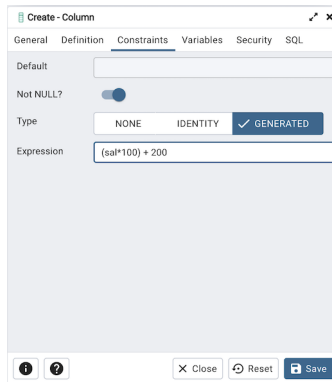 Create - Column
General Definition Constraints Variables Security SQL
Default
Not NULL?
Type NONE IDENTITY GENERATED
Expression (sal*100) + 200
Close Reset Save